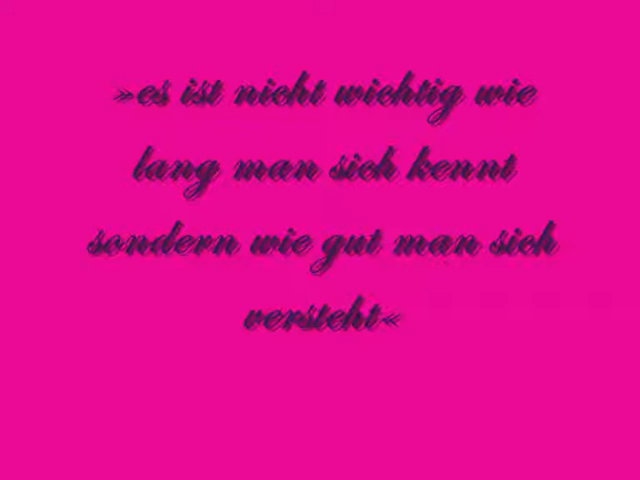 »es ist nicht wichtig wie
lang man sich kennt
sondern wie gut man sich
versteht«